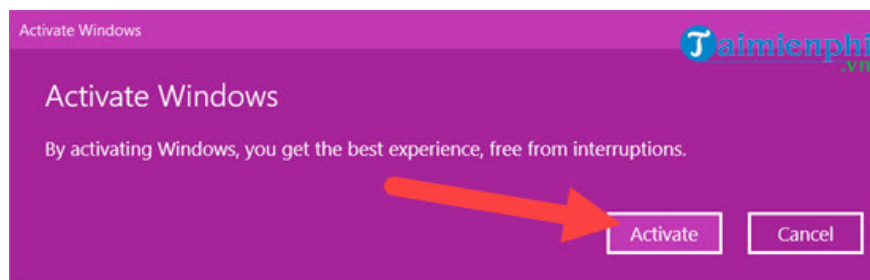 Activate Windows
Taimienphi
.vn
Activate Windows
By activating Windows, you get the best experience, free from interruptions.
Activate
Cancel